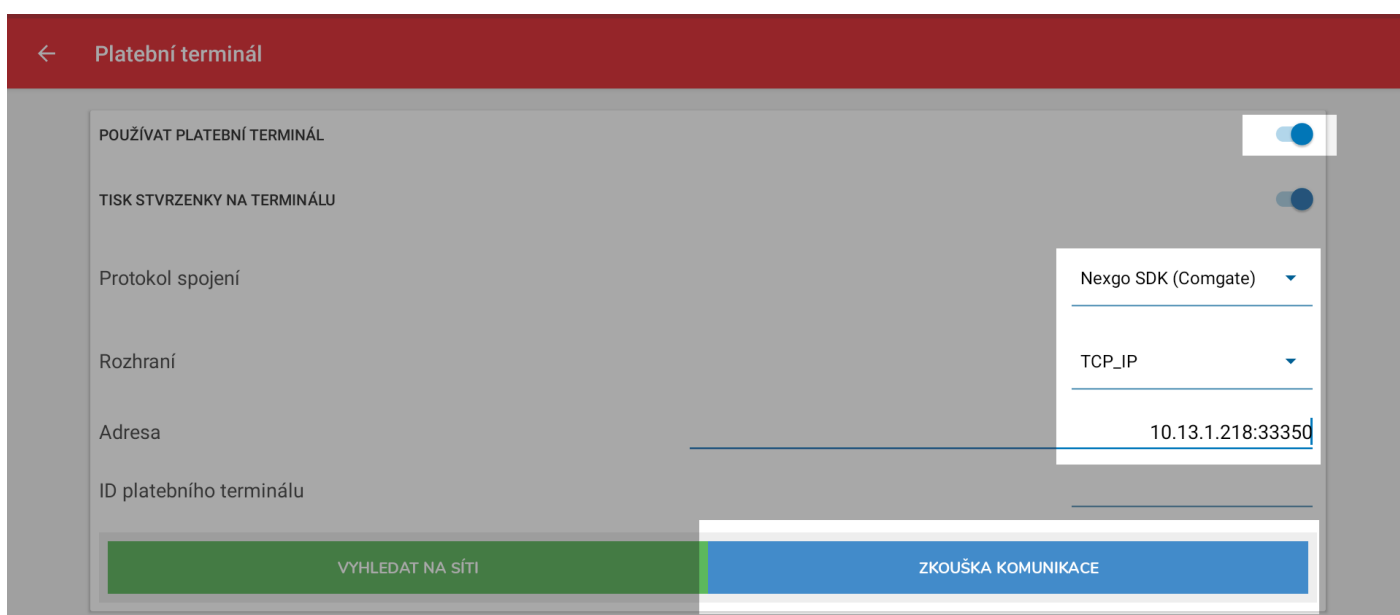 Platební terminál
POUŽÍVAT PLATEBNÍ TERMINÁL
TISK STVRZENKY NA TERMINÁLU
Protokol spojení Nexgo SDK (Comgate)
Rozhraní TCP_IP
Adresa 10.13.1.218:33350
ID platebního terminálu
VYHLEDAT NA SÍTI ZKOUŠKA KOMUNIKACE